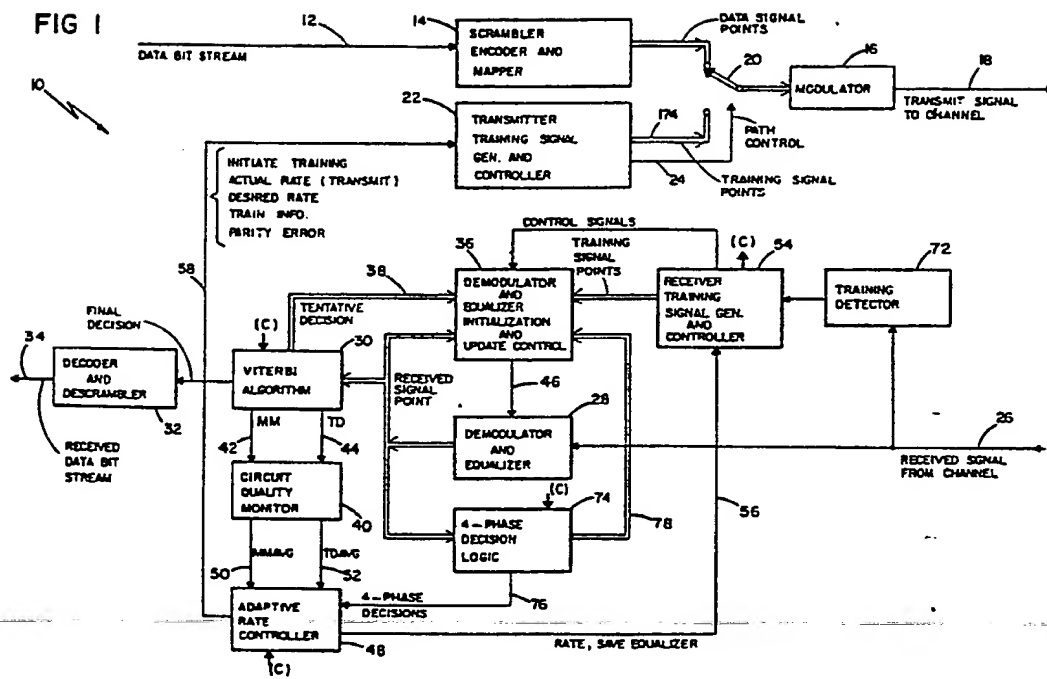 FIG 1
12
DATA BIT STREAM
14
SCRAMBLER
ENCODER AND
MAPPER
DATA SIGNAL
POINTS
20
16
MODULATOR
18
TRANSMIT SIGNAL
TO CHANNEL
10
22
TRANSMITTER
TRAINING SIGNAL
GEN. AND
CONTROLLER
174
24
PATH
CONTROL
TRAINING SIGNAL
POINTS
INITIATE TRAINING
ACTUAL RATE (TRANSMIT)
DESIRED RATE
TRAIN INFO.
PARITY ERROR
58
CONTROL SIGNALS
36
DEMODULATOR
AND
EQUALIZER
INITIALIZATION
AND
UPDATE CONTROL
TRAINING
SIGNAL
POINTS
(C)
54
RECEIVER
TRAINING
SIGNAL GEN.
AND
CONTROLLER
72
TRAINING
DETECTOR
38
TENTATIVE
DECISION
FINAL
DECISION
(C)
30
VITERBI
ALGORITHM
34
DECODER
AND
DESCRAMBLER
32
RECEIVED
DATA BIT
STREAM
RECEIVED
SIGNAL
POINT
46
28
DEMODULATOR
AND
EQUALIZER
26
RECEIVED SIGNAL
FROM CHANNEL
MM
TD
42
44
CIRCUIT
QUALITY
MONITOR
40
(C)
74
4-PHASE
DECISION
LOGIC
78
56
MMAVG
TDAVG
50
52
76
4-PHASE
DECISIONS
ADAPTIVE
RATE
CONTROLLER
48
(C)
RATE, SAVE EQUALIZER